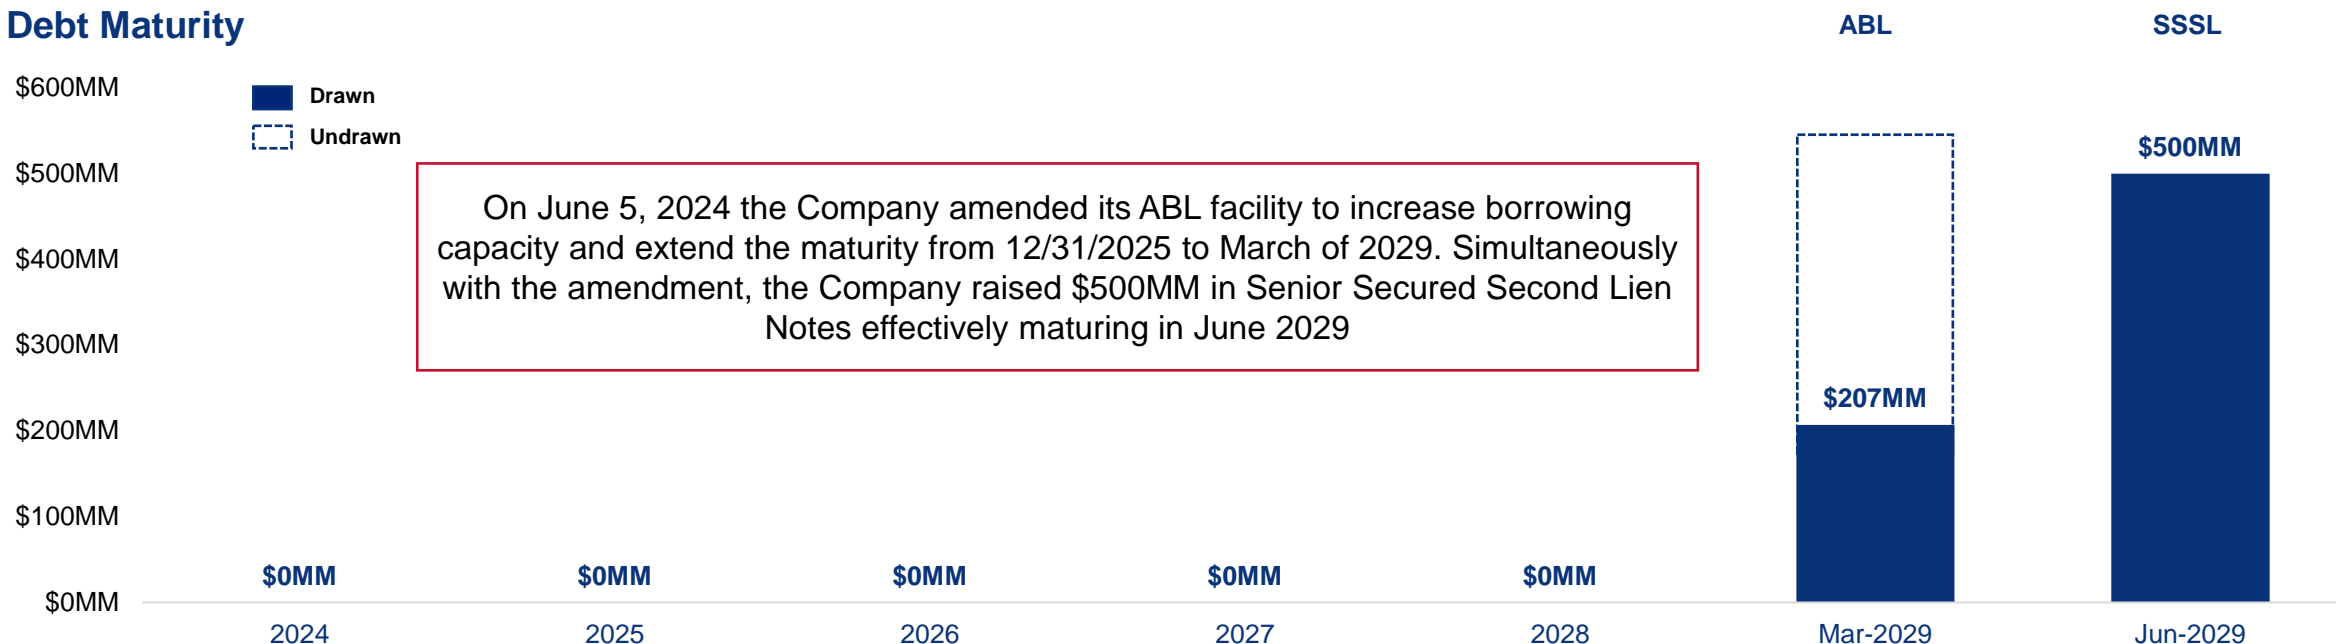 Debt Maturity
ABL
SSSL
$600MM
$500MM
$400MM
$300MM
$200MM
$100MM
$0MM
Drawn
Undrawn
On June 5, 2024 the Company amended its ABL facility to increase borrowing
capacity and extend the maturity from 12/31/2025 to March of 2029. Simultaneously
with the amendment, the Company raised $500MM in Senior Secured Second Lien
Notes effectively maturing in June 2029
$0MM
$0MM
$0MM
$0MM
$0MM
$207MM
$500MM
2024
2025
2026
2027
2028
Mar-2029
Jun-2029